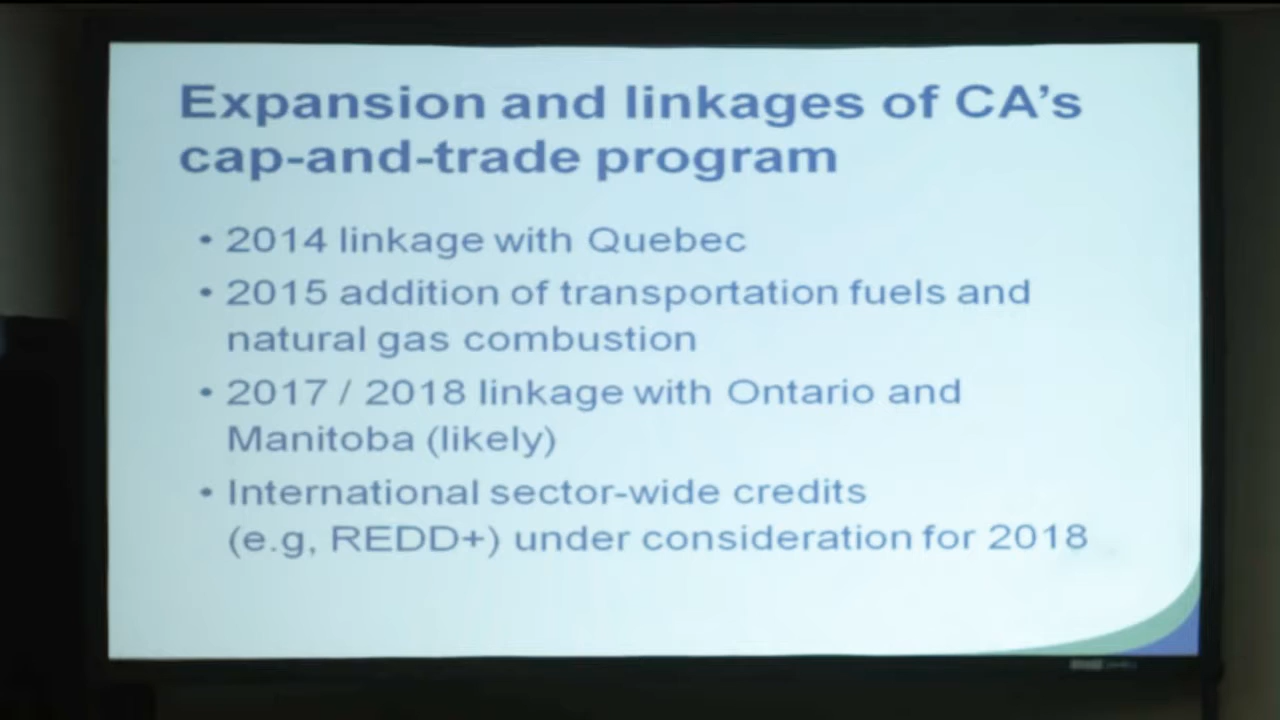 Expansion and linkages of CA's
cap-and-trade program
• 2014 linkage with Quebec
• 2015 addition of transportation fuels and
natural gas combustion
• 2017 / 2018 linkage with Ontario and
Manitoba (likely)
• International sector-wide credits
(e.g, REDD+) under consideration for 2018